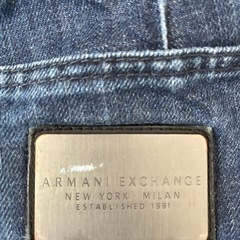 ARMANI EXCHANGE
NEW YORK - MILAN
ESTABLISHED 1991